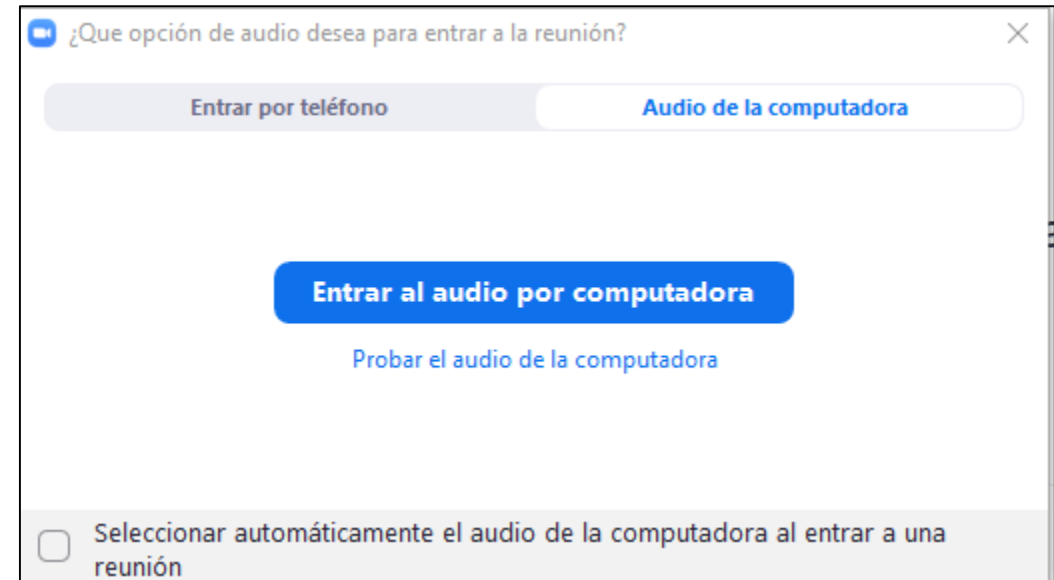 ¿Que opción de audio desea para entrar a la reunión?
Entrar por teléfono
Audio de la computadora
Entrar al audio por computadora
Probar el audio de la computadora
Seleccionar automáticamente el audio de la computadora al entrar a una
reunión